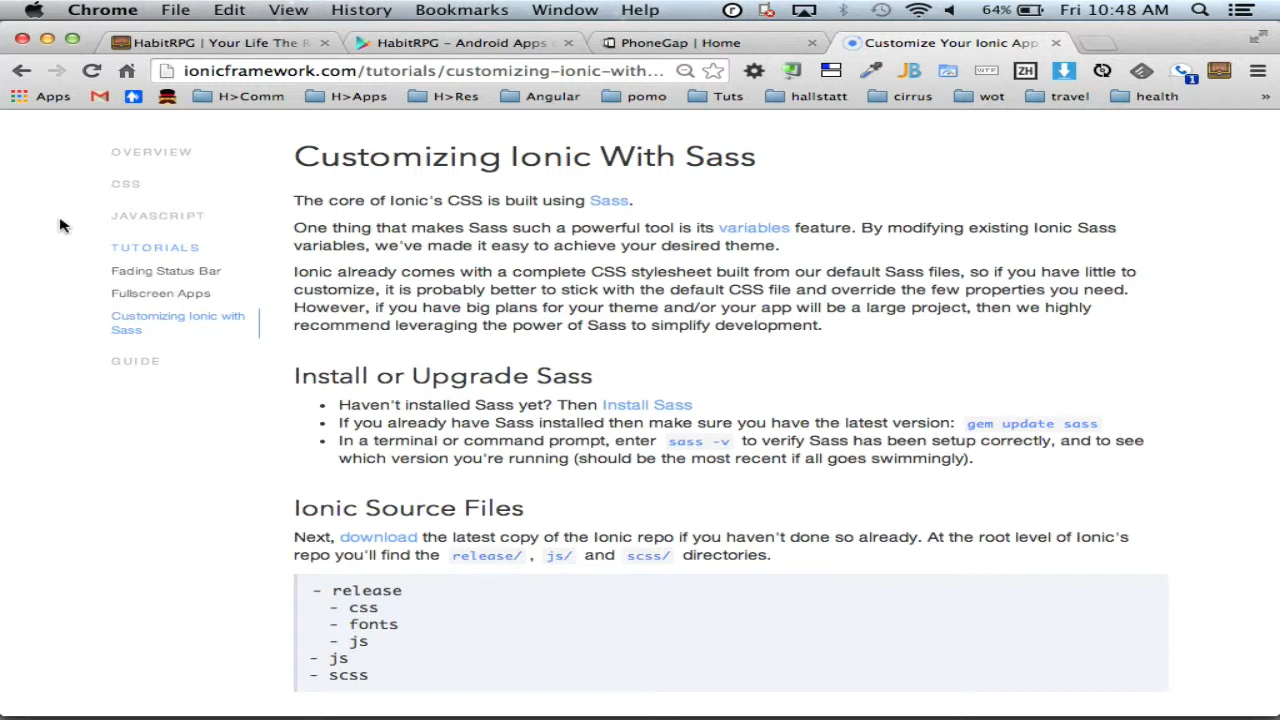 Chrome File Edit View History Bookmarks Window Help 64% Fri 10:48 AM
HabitRPG | Your Life The R HabitRPG - Android Apps PhoneGap | Home Customize Your Ionic App
ionicframework.com/tutorials/customizing-ionic-with... JB ZH 1
Apps H>Comm H>Apps H>Res Angular pomo Tuts hallstatt cirrus wot travel health »
OVERVIEW
CSS
JAVASCRIPT
TUTORIALS
Fading Status Bar
Fullscreen Apps
Customizing Ionic with
Sass
GUIDE
Customizing Ionic With Sass
The core of Ionic's CSS is built using Sass.
One thing that makes Sass such a powerful tool is its variables feature. By modifying existing Ionic Sass
variables, we've made it easy to achieve your desired theme.
Ionic already comes with a complete CSS stylesheet built from our default Sass files, so if you have little to
customize, it is probably better to stick with the default CSS file and override the few properties you need.
However, if you have big plans for your theme and/or your app will be a large project, then we highly
recommend leveraging the power of Sass to simplify development.
Install or Upgrade Sass
• Haven't installed Sass yet? Then Install Sass
• If you already have Sass installed then make sure you have the latest version: gem update sass
• In a terminal or command prompt, enter sass -v to verify Sass has been setup correctly, and to see
which version you're running (should be the most recent if all goes swimmingly).
Ionic Source Files
Next, download the latest copy of the Ionic repo if you haven't done so already. At the root level of Ionic's
repo you'll find the release/ , js/ and scss/ directories.
- release
- css
- fonts
- js
- js
- scss